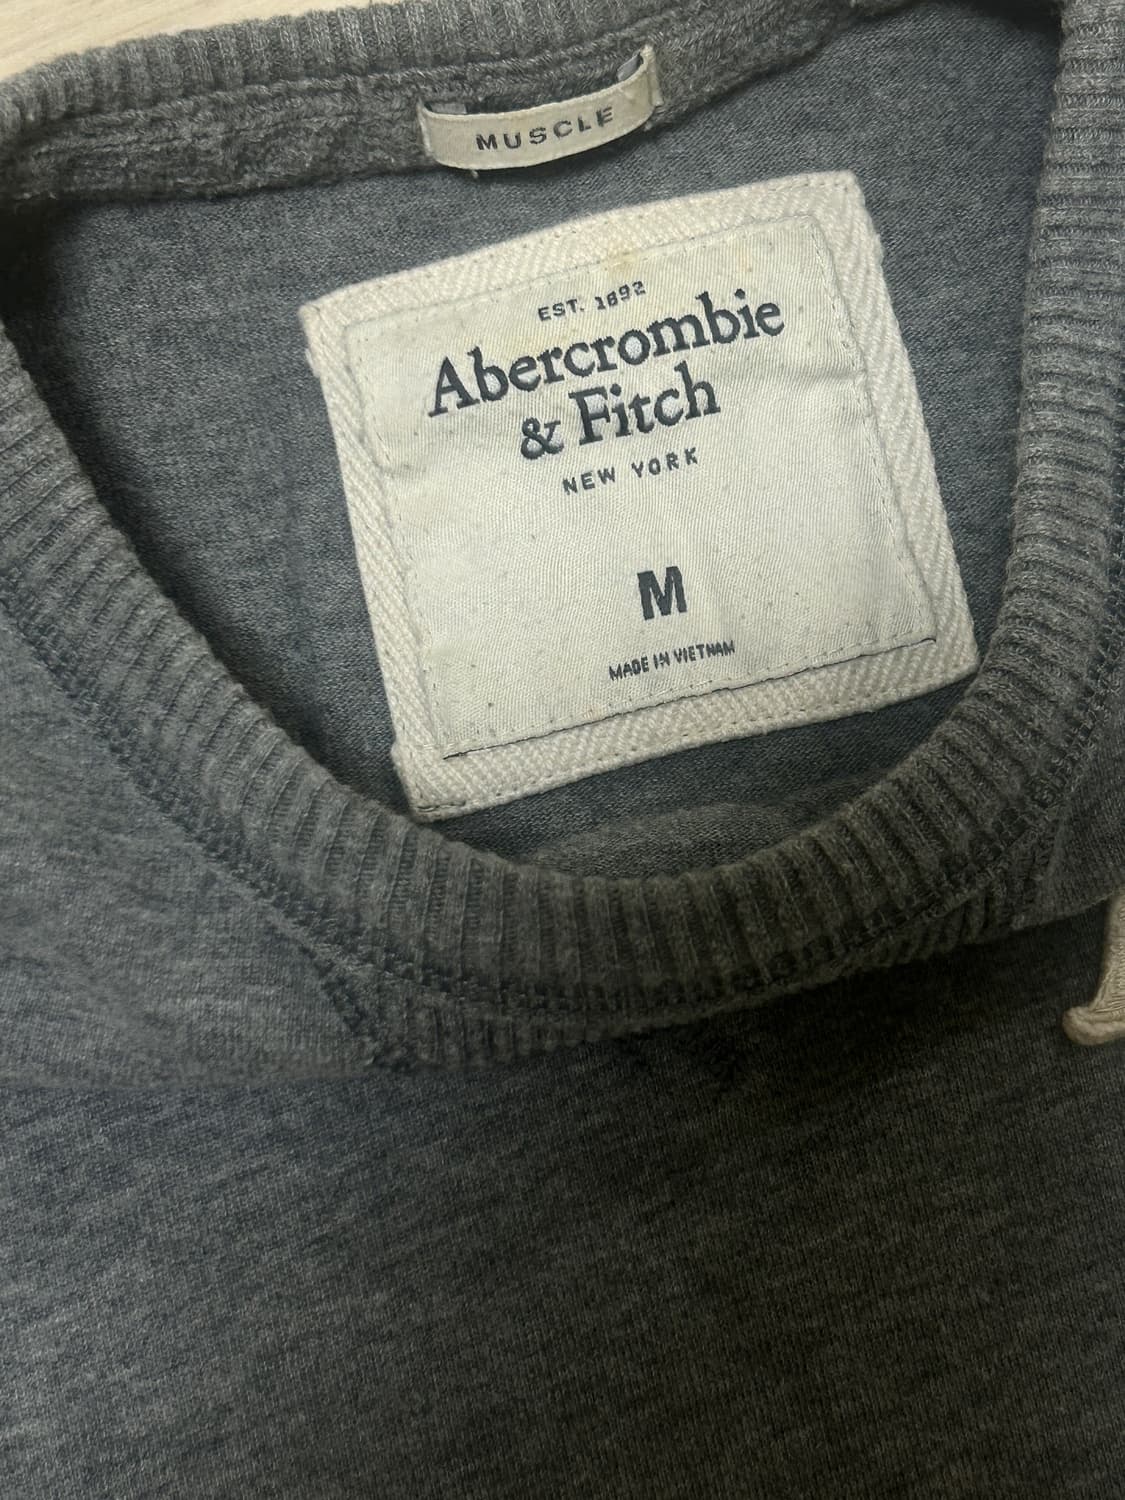 MUSCLE
EST. 1892
Abercrombie
& Fitch
NEW YORK
M
MADE IN VIETNAM